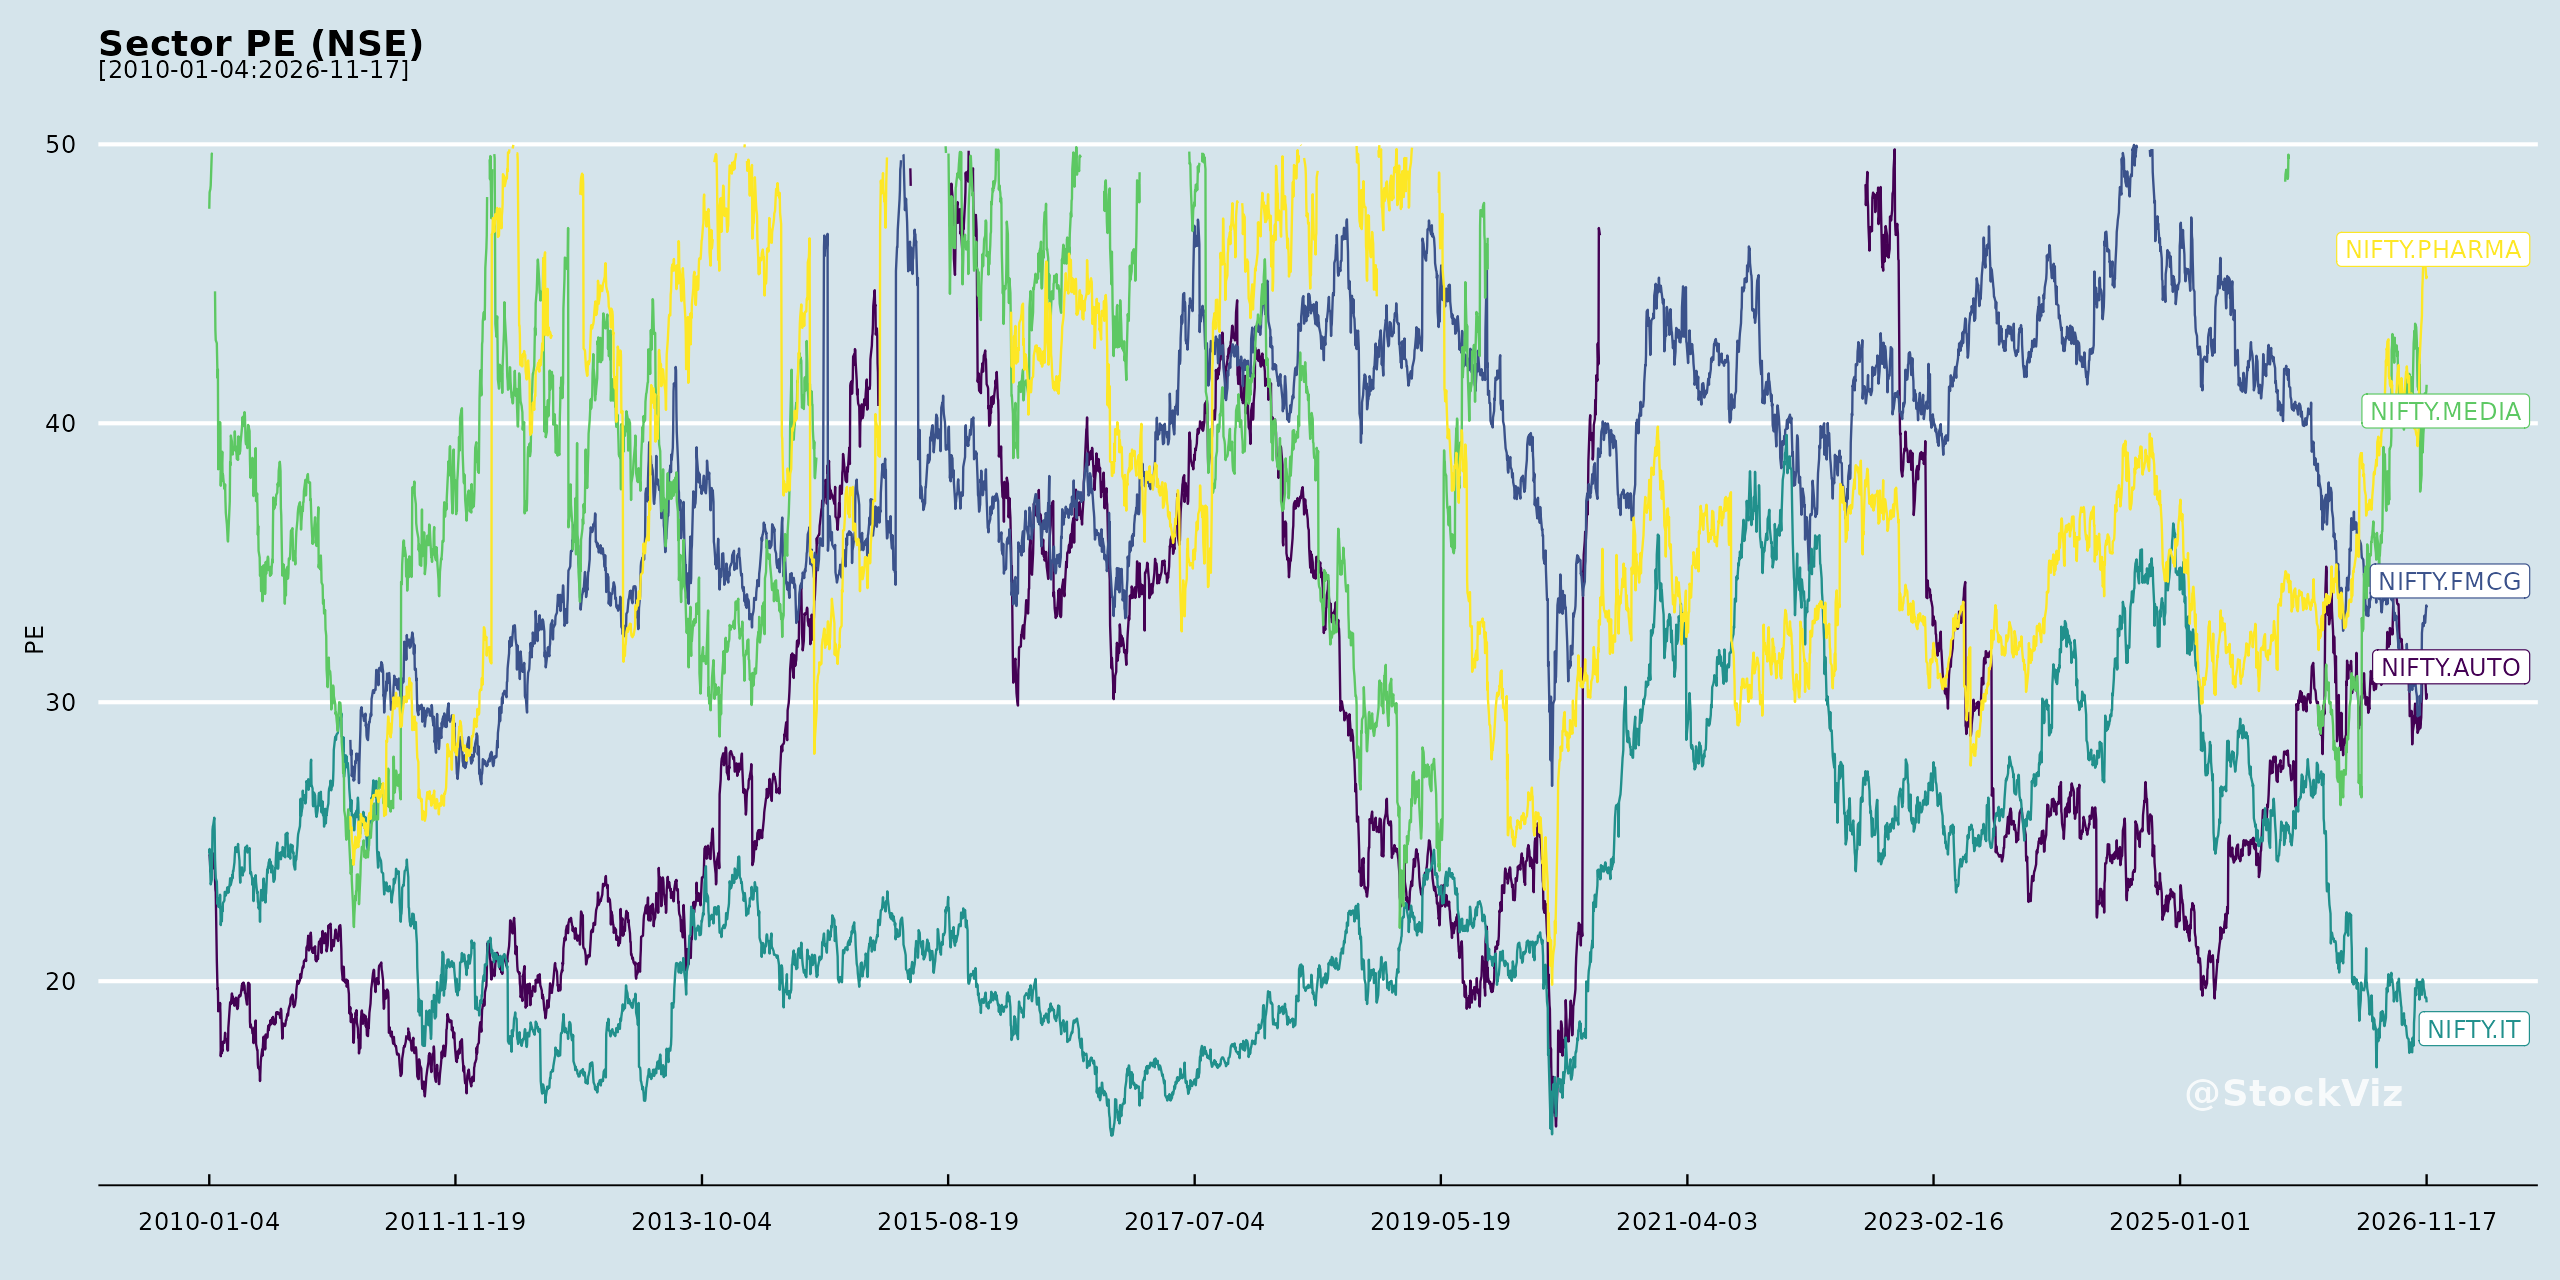 Sector PE (NSE)
[2010-01-04:2026-11-17]
50
40
30
20
PE
NIFTY.PHARMA
NIFTY.MEDIA
NIFTY.FMCG
NIFTY.AUTO
NIFTY.IT
@StockViz
2010-01-04
2011-11-19
2013-10-04
2015-08-19
2017-07-04
2019-05-19
2021-04-03
2023-02-16
2025-01-01
2026-11-17